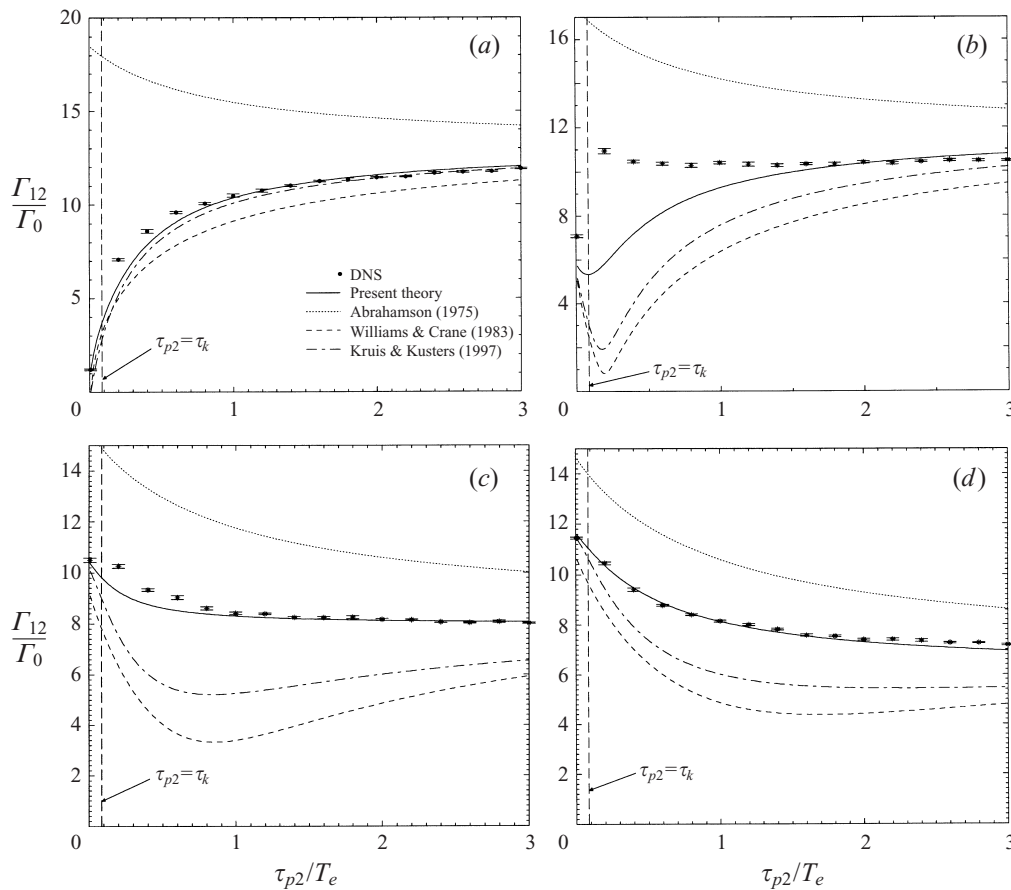 20
15
10
5
0
1
2
3
(a)
Γ12
Γ0
DNS
Present theory
Abrahamson (1975)
Williams & Crane (1983)
Kruis & Kusters (1997)
τp2=τk
16
12
8
4
0
1
2
3
(b)
τp2=τk
14
12
10
8
6
4
2
0
1
2
3
(c)
Γ12
Γ0
τp2=τk
τp2/Te
14
12
10
8
6
4
2
0
1
2
3
(d)
τp2=τk
τp2/Te